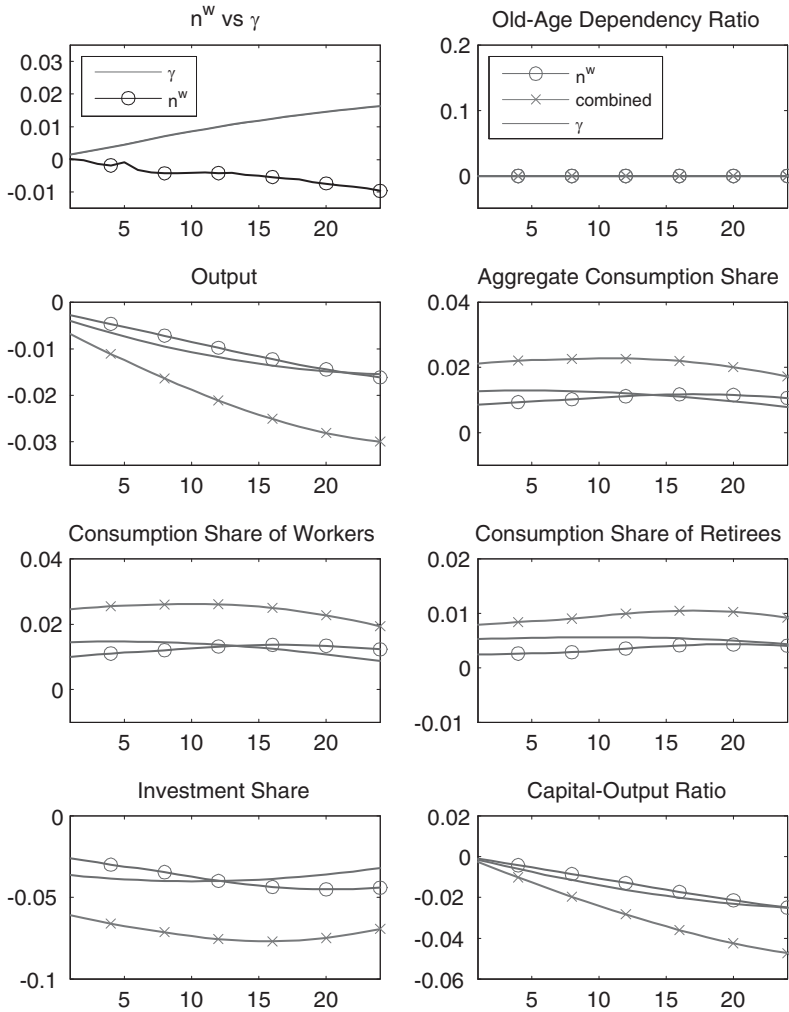 n^w vs γ
0.03
0.02
0.01
0
-0.01
γ
n^w
5 10 15 20
Old-Age Dependency Ratio
0.2
0.1
0
n^w
combined
γ
5 10 15 20
Output
0
-0.01
-0.02
-0.03
5 10 15 20
Aggregate Consumption Share
0.04
0.02
0
5 10 15 20
Consumption Share of Workers
0.04
0.02
0
5 10 15 20
Consumption Share of Retirees
0.02
0.01
0
-0.01
5 10 15 20
Investment Share
0
-0.05
-0.1
5 10 15 20
Capital-Output Ratio
0.02
0
-0.02
-0.04
-0.06
5 10 15 20